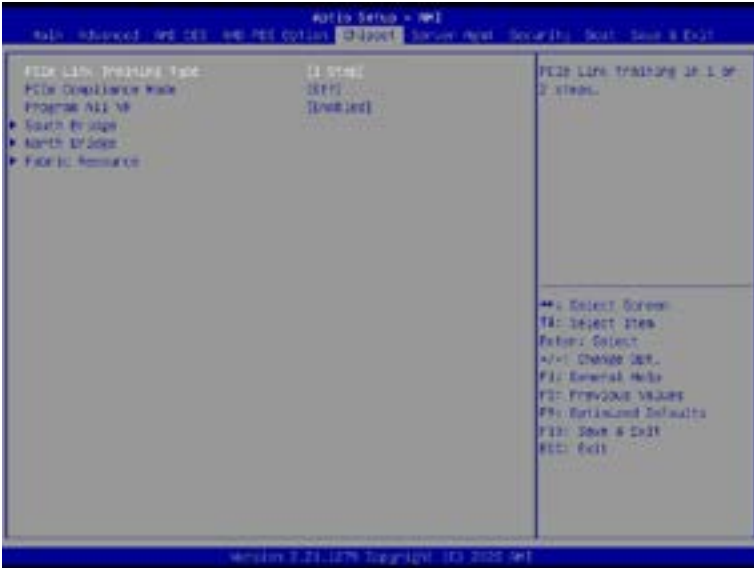 Aptio Setup - AMI
Main Advanced AMD CBS AMD PBS Option Chipset Server Mgmt Security Boot Save & Exit
PCIe Link Training Type [1 Step]
PCIe Compliance Mode [Off]
Program All VR [Enabled]
South Bridge
North Bridge
Fabric Resource
PCIe Link Training in 1 or
2 steps.
: Select Screen
: Select Item
Enter: Select
+/-: Change Opt.
F1: General Help
F2: Previous Values
F9: Optimized Defaults
F10: Save & Exit
ESC: Exit
Version Copyright (C) AMI